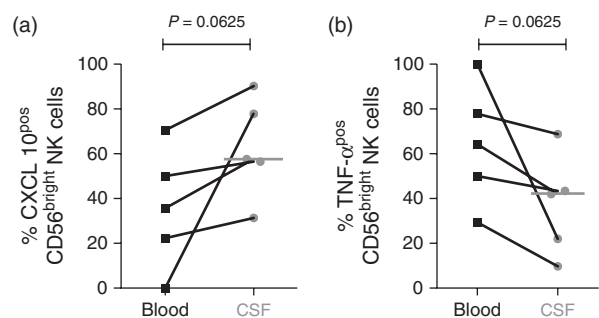 (a)
P = 0.0625
% CXCL 10pos
CD56bright NK cells
100
80
60
40
20
0
Blood
CSF
(b)
P = 0.0625
% TNF-αpos
CD56bright NK cells
100
80
60
40
20
0
Blood
CSF